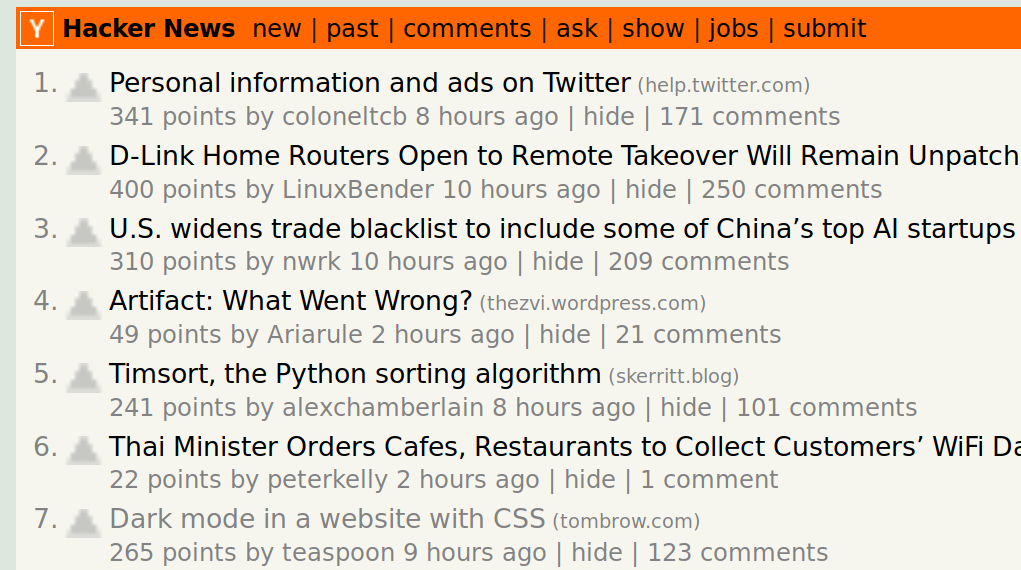 Y Hacker News new | past | comments | ask | show | jobs | submit
1. Personal information and ads on Twitter (help.twitter.com)
341 points by coloneltcb 8 hours ago | hide | 171 comments
2. D-Link Home Routers Open to Remote Takeover Will Remain Unpatch
400 points by LinuxBender 10 hours ago | hide | 250 comments
3. U.S. widens trade blacklist to include some of China’s top AI startups
310 points by nwrk 10 hours ago | hide | 209 comments
4. Artifact: What Went Wrong? (thezvi.wordpress.com)
49 points by Ariarule 2 hours ago | hide | 21 comments
5. Timsort, the Python sorting algorithm (skerritt.blog)
241 points by alexchamberlain 8 hours ago | hide | 101 comments
6. Thai Minister Orders Cafes, Restaurants to Collect Customers’ WiFi Da
22 points by peterkelly 2 hours ago | hide | 1 comment
7. Dark mode in a website with CSS (tombrow.com)
265 points by teaspoon 9 hours ago | hide | 123 comments